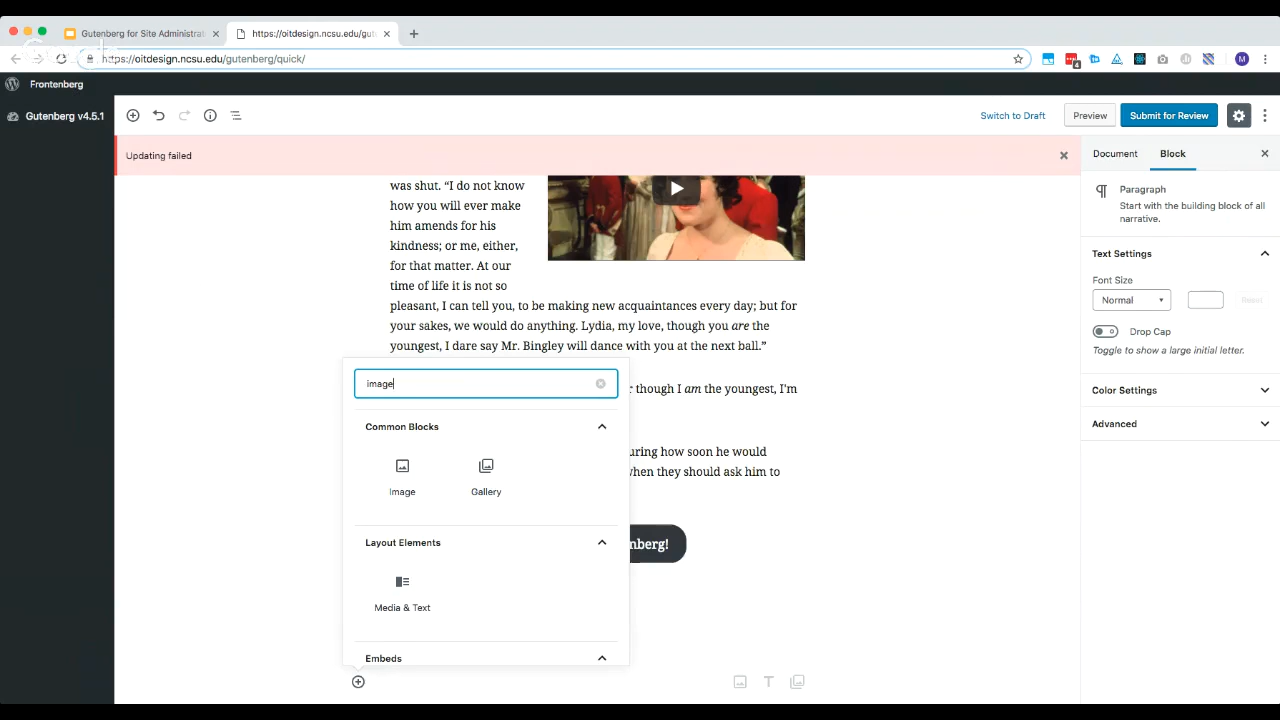 Gutenberg for Site Administrat
https://oitdesign.ncsu.edu/gut
https://oitdesign.ncsu.edu/gutenberg/quick/
4
M
Frontenberg
Gutenberg v4.5.1
Switch to Draft
Preview
Submit for Review
Updating failed
Document
Block
was shut. “I do not know
how you will ever make
him amends for his
kindness; or me, either,
for that matter. At our
time of life it is not so
pleasant, I can tell you, to be making new acquaintances every day; but for
your sakes, we would do anything. Lydia, my love, though you are the
youngest, I dare say Mr. Bingley will dance with you at the next ball.”
though I am the youngest, I’m
uring how soon he would
when they should ask him to
nberg!
image
Common Blocks
Image
Gallery
Layout Elements
Media & Text
Embeds
T
Paragraph
Start with the building block of all
narrative.
Text Settings
Font Size
Normal
Reset
Drop Cap
Toggle to show a large initial letter.
Color Settings
Advanced